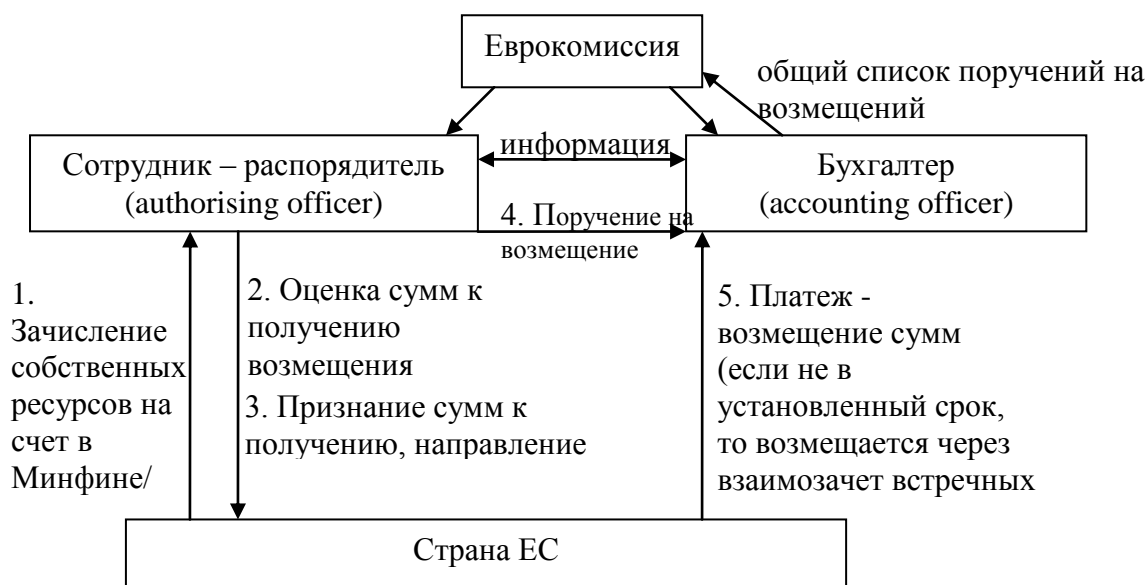 Еврокомиссия
общий список поручений на
возмещений
Сотрудник – распорядитель
(authorising officer)
информация
Бухгалтер
(accounting officer)
4. Поручение на
возмещение
1.
Зачисление
собственных
ресурсов на
счет в
Минфине/
2. Оценка сумм к
получению
возмещения
3. Признание сумм к
получению, направление
5. Платеж -
возмещение сумм
(если не в
установленный срок,
то возмещается через
взаимозачет встречных
Страна ЕС